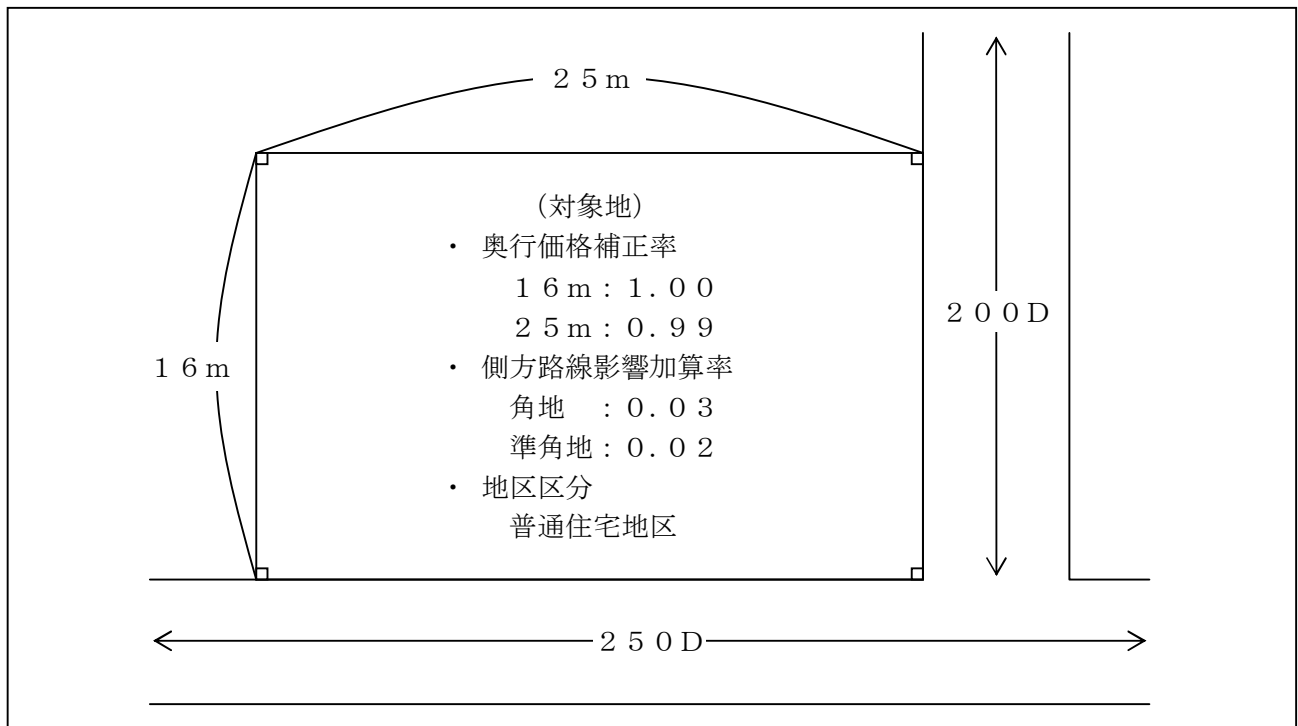 ２５ｍ
（対象地）
・ 奥行価格補正率
１６ｍ：１.００
２５ｍ：０.９９
・ 側方路線影響加算率
角地　：０.０３
準角地：０.０２
・ 地区区分
普通住宅地区
１６ｍ
２００Ｄ
２５０Ｄ